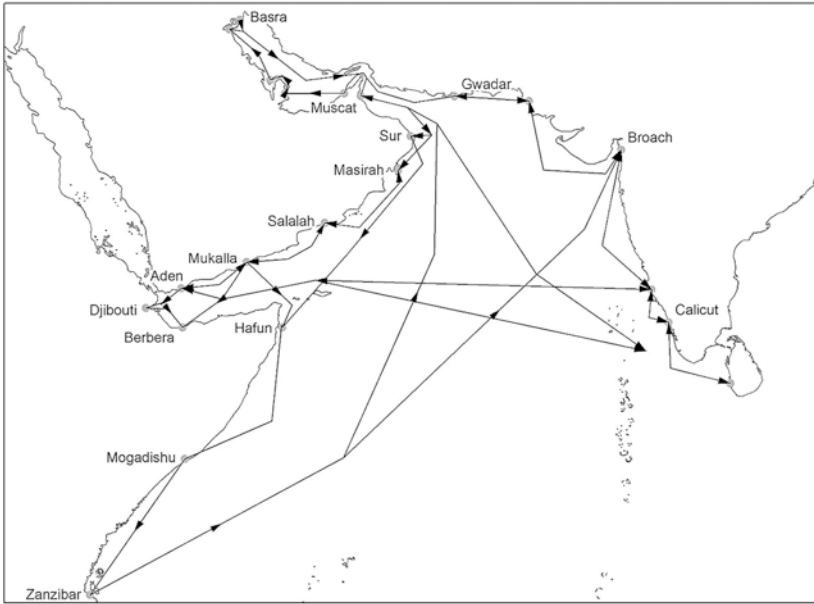 Basra
Gwadar
Muscat
Sur
Broach
Masirah
Salalah
Mukalla
Aden
Djibouti
Calicut
Berbera
Hafun
Mogadishu
Zanzibar